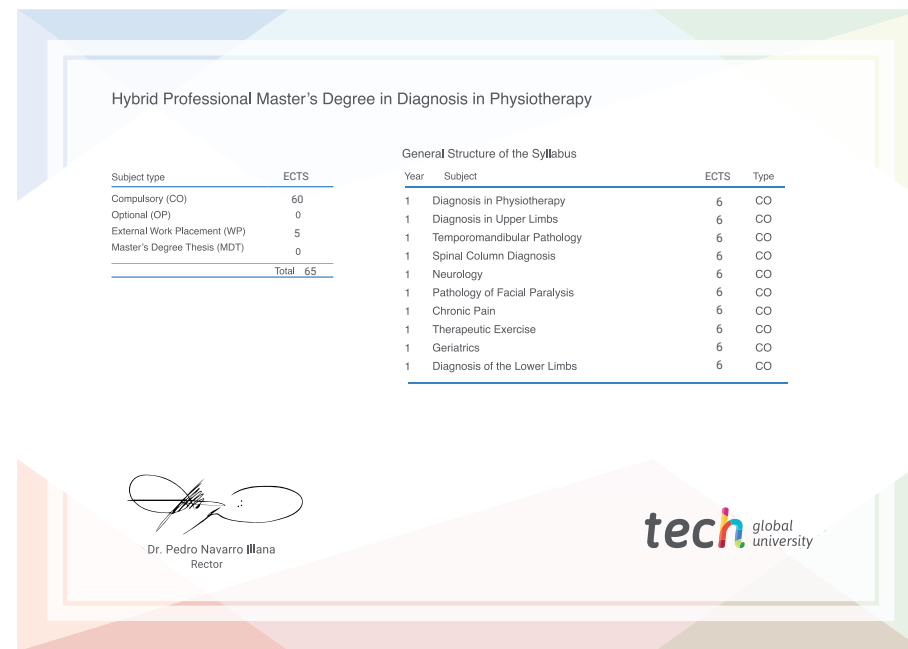 Hybrid Professional Master's Degree in Diagnosis in Physiotherapy
Subject type ECTS
Compulsory (CO) 60
Optional (OP) 0
External Work Placement (WP) 5
Master's Degree Thesis (MDT) 0
Total 65
General Structure of the Syllabus
Year Subject ECTS Type
1 Diagnosis in Physiotherapy 6 CO
1 Diagnosis in Upper Limbs 6 CO
1 Temporomandibular Pathology 6 CO
1 Spinal Column Diagnosis 6 CO
1 Neurology 6 CO
1 Pathology of Facial Paralysis 6 CO
1 Chronic Pain 6 CO
1 Therapeutic Exercise 6 CO
1 Geriatrics 6 CO
1 Diagnosis of the Lower Limbs 6 CO
Dr. Pedro Navarro Illana
Rector
tech global
university